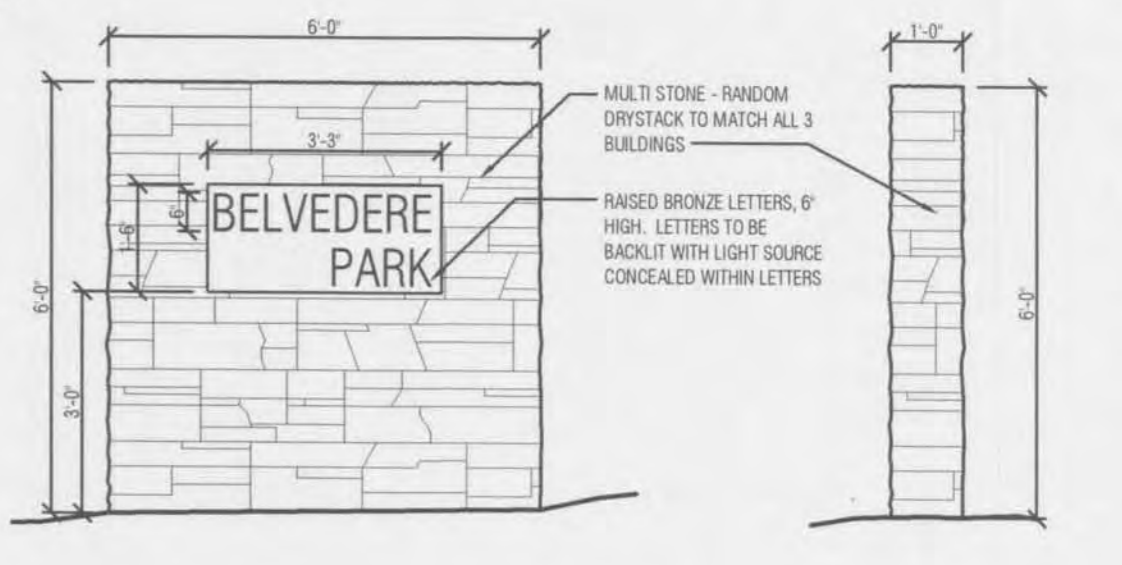 6'-0"
1'-0"
MULTI STONE - RANDOM
DRYSTACK TO MATCH ALL 3
BUILDINGS
3'-3"
BELVEDERE
PARK
6"
1'-6"
RAISED BRONZE LETTERS, 6"
HIGH. LETTERS TO BE
BACKLIT WITH LIGHT SOURCE
CONCEALED WITHIN LETTERS
6'-0"
3'-0"
6'-0"